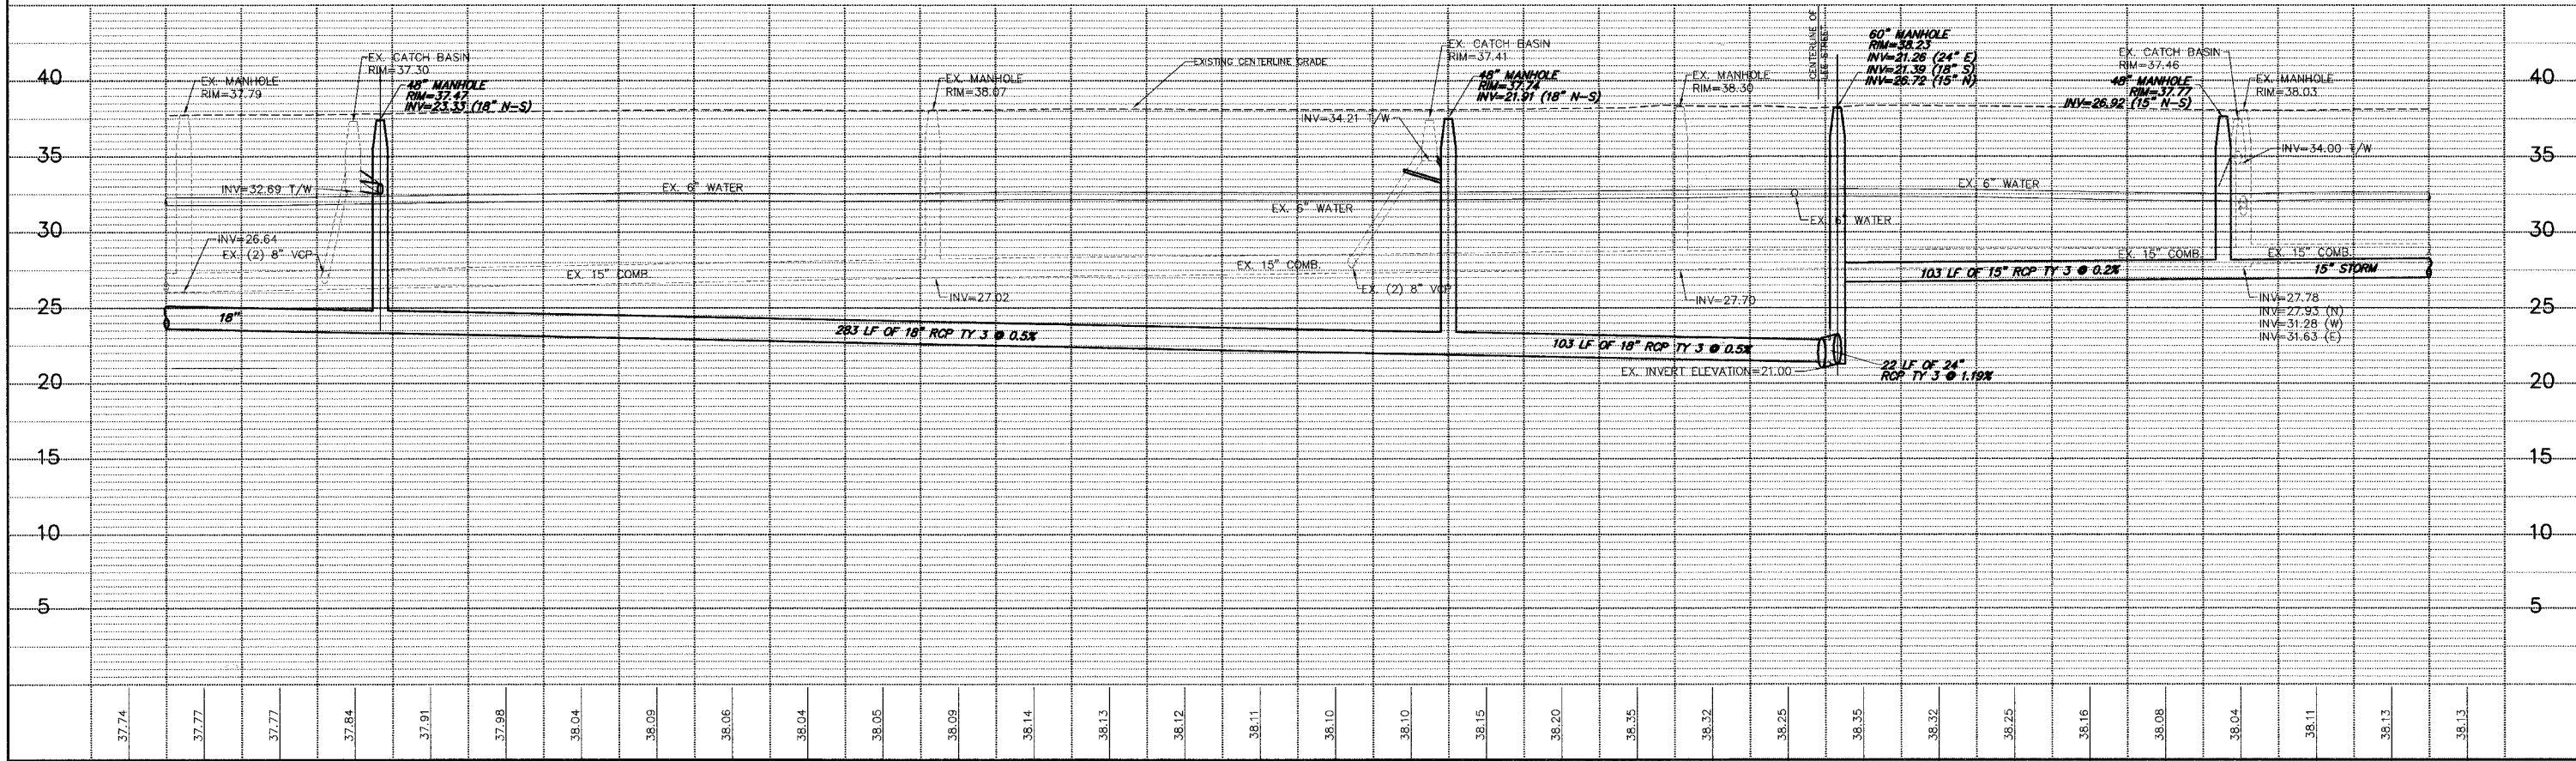 40
35
30
25
20
15
10
5
EX. MANHOLE
RIM=37.79
EX. CATCH BASIN
RIM=37.30
48" MANHOLE
RIM=37.47
INV=23.33 (18" N-S)
INV=32.69 T/W
INV=26.64
EX. (2) 8" VCP
18"
EX. 6" WATER
EX. 15" COMB.
283 LF OF 18" RCP TY 3 @ 0.5%
EX. MANHOLE
RIM=38.07
INV=27.02
EXISTING CENTERLINE GRADE
EX. CATCH BASIN
RIM=37.41
48" MANHOLE
RIM=37.74
INV=21.91 (18" N-S)
INV=34.21 T/W
EX. 6" WATER
EX. 15" COMB.
EX. (2) 8" VCP
103 LF OF 18" RCP TY 3 @ 0.5%
EX. MANHOLE
RIM=38.30
INV=27.70
EX. INVERT ELEVATION=21.00
CENTERLINE OF
LEE STREET
60" MANHOLE
RIM=38.23
INV=21.26 (24" E)
INV=21.39 (18" S)
INV=26.72 (15" N)
EX. 6" WATER
22 LF OF 24"
RCP TY 3 @ 1.19%
EX. 6" WATER
103 LF OF 15" RCP TY 3 @ 0.2%
EX. 15" COMB.
EX. CATCH BASIN
RIM=37.46
48" MANHOLE
RIM=37.77
INV=26.92 (15" N-S)
EX. MANHOLE
RIM=38.03
INV=34.00 T/W
EX. 15" COMB.
15" STORM
INV=27.78
INV=27.93 (N)
INV=31.28 (W)
INV=31.63 (E)
40
35
30
25
20
15
10
5
37.74
37.77
37.77
37.84
37.91
37.98
38.04
38.09
38.06
38.04
38.05
38.09
38.14
38.13
38.12
38.11
38.10
38.10
38.15
38.20
38.35
38.32
38.25
38.35
38.32
38.25
38.16
38.08
38.04
38.11
38.13
38.13